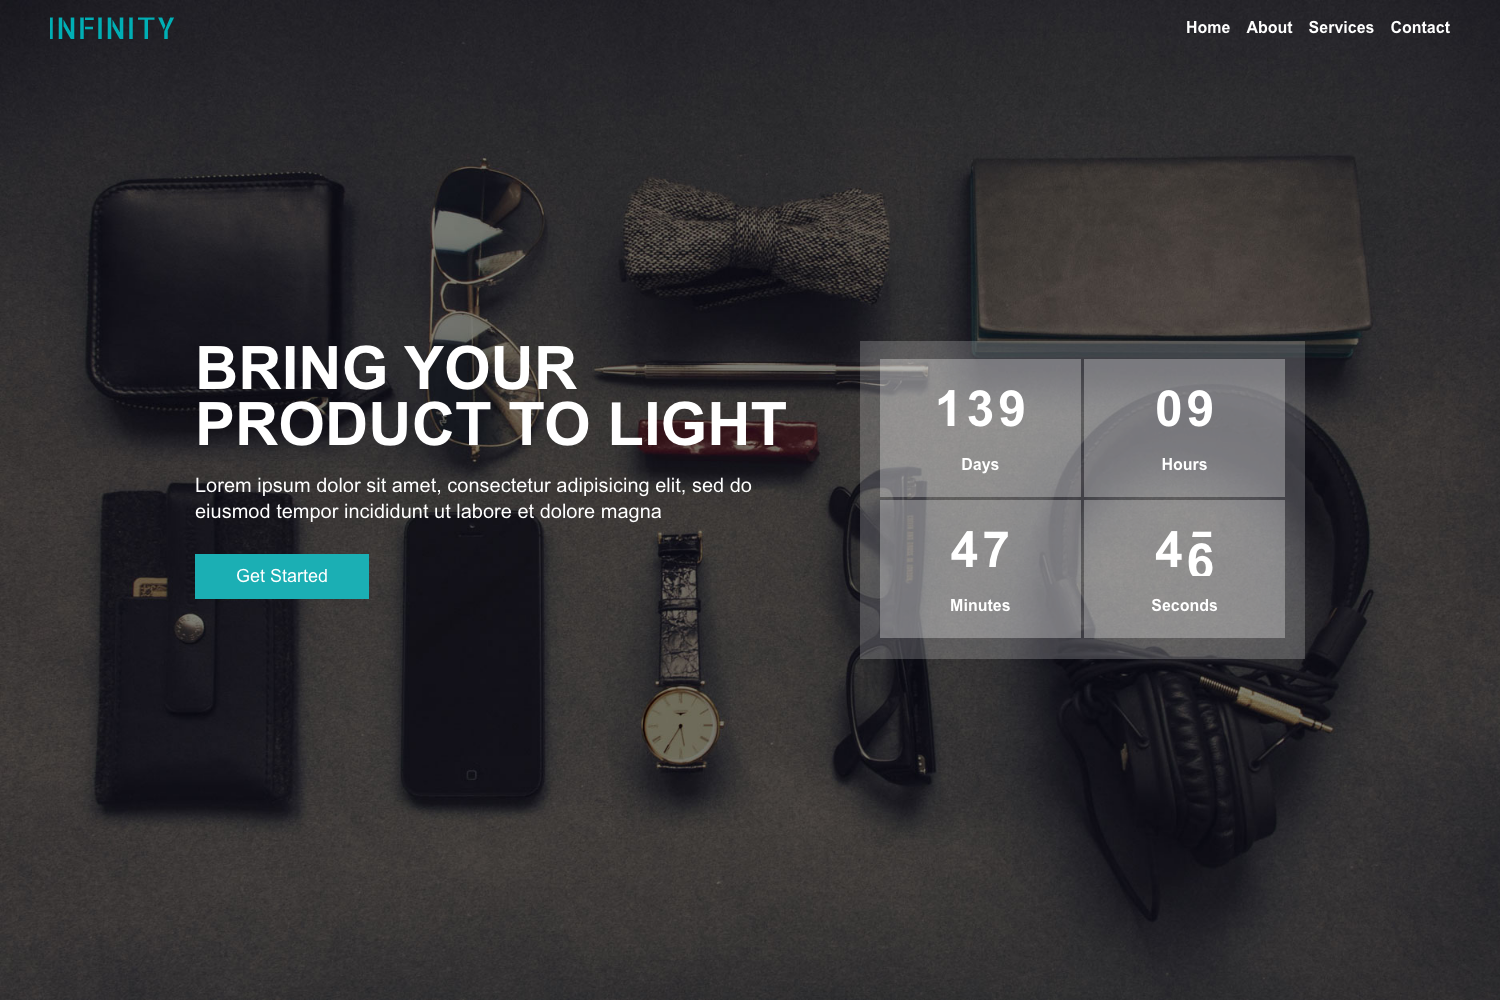 INFINITY
Home About Services Contact
BRING YOUR
PRODUCT TO LIGHT
Lorem ipsum dolor sit amet, consectetur adipisicing elit, sed do
eiusmod tempor incididunt ut labore et dolore magna
Get Started
139
Days
09
Hours
47
Minutes
46
Seconds